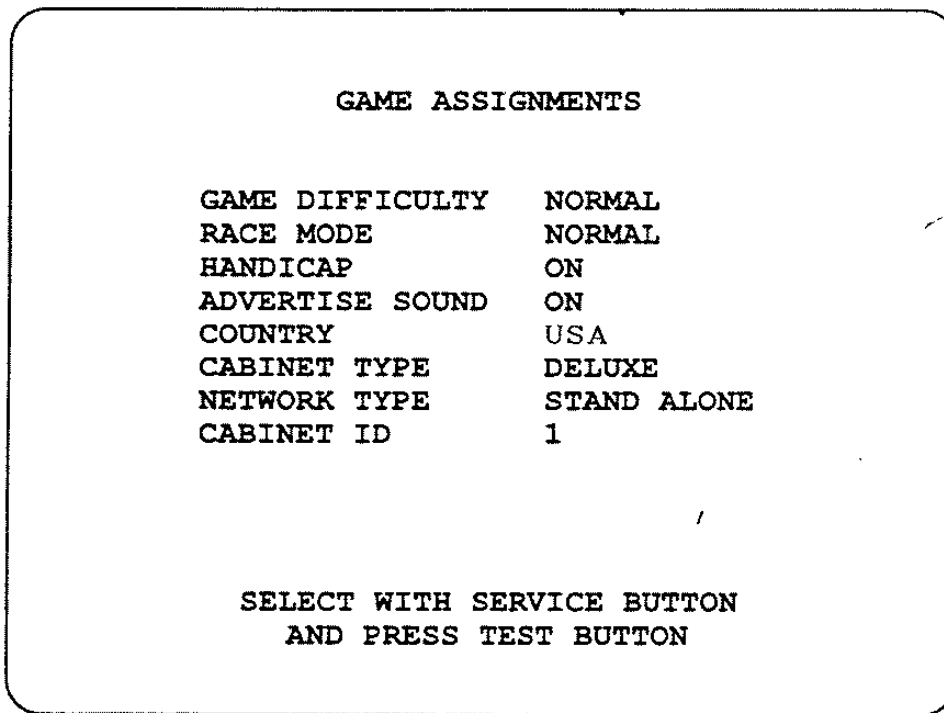 GAME ASSIGNMENTS
GAME DIFFICULTY NORMAL
RACE MODE NORMAL
HANDICAP ON
ADVERTISE SOUND ON
COUNTRY USA
CABINET TYPE DELUXE
NETWORK TYPE STAND ALONE
CABINET ID 1
SELECT WITH SERVICE BUTTON
AND PRESS TEST BUTTON